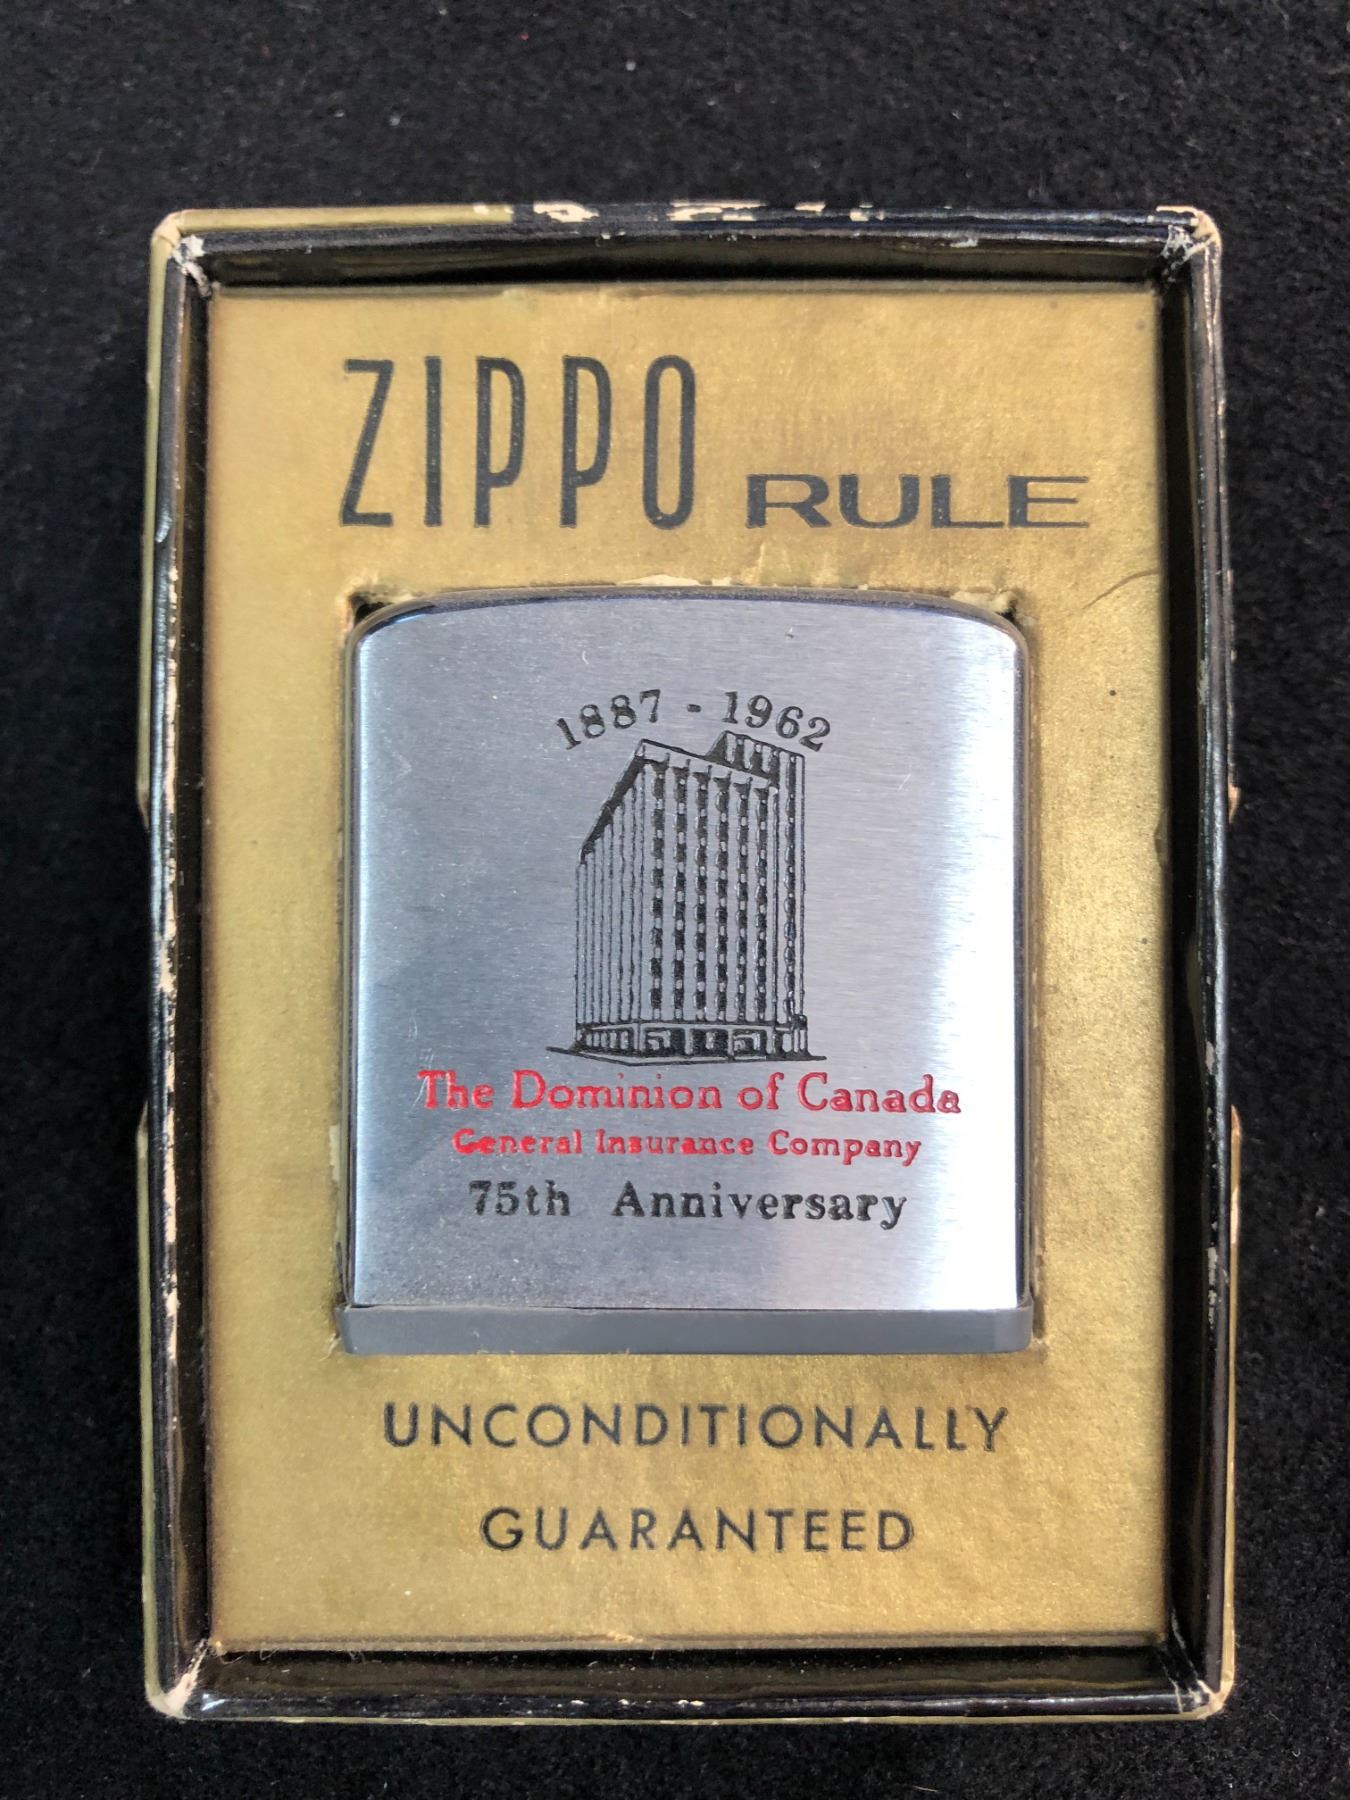 ZIPPO RULE
1887 - 1962
The Dominion of Canada
General Insurance Company
75th Anniversary
UNCONDITIONALLY
GUARANTEED